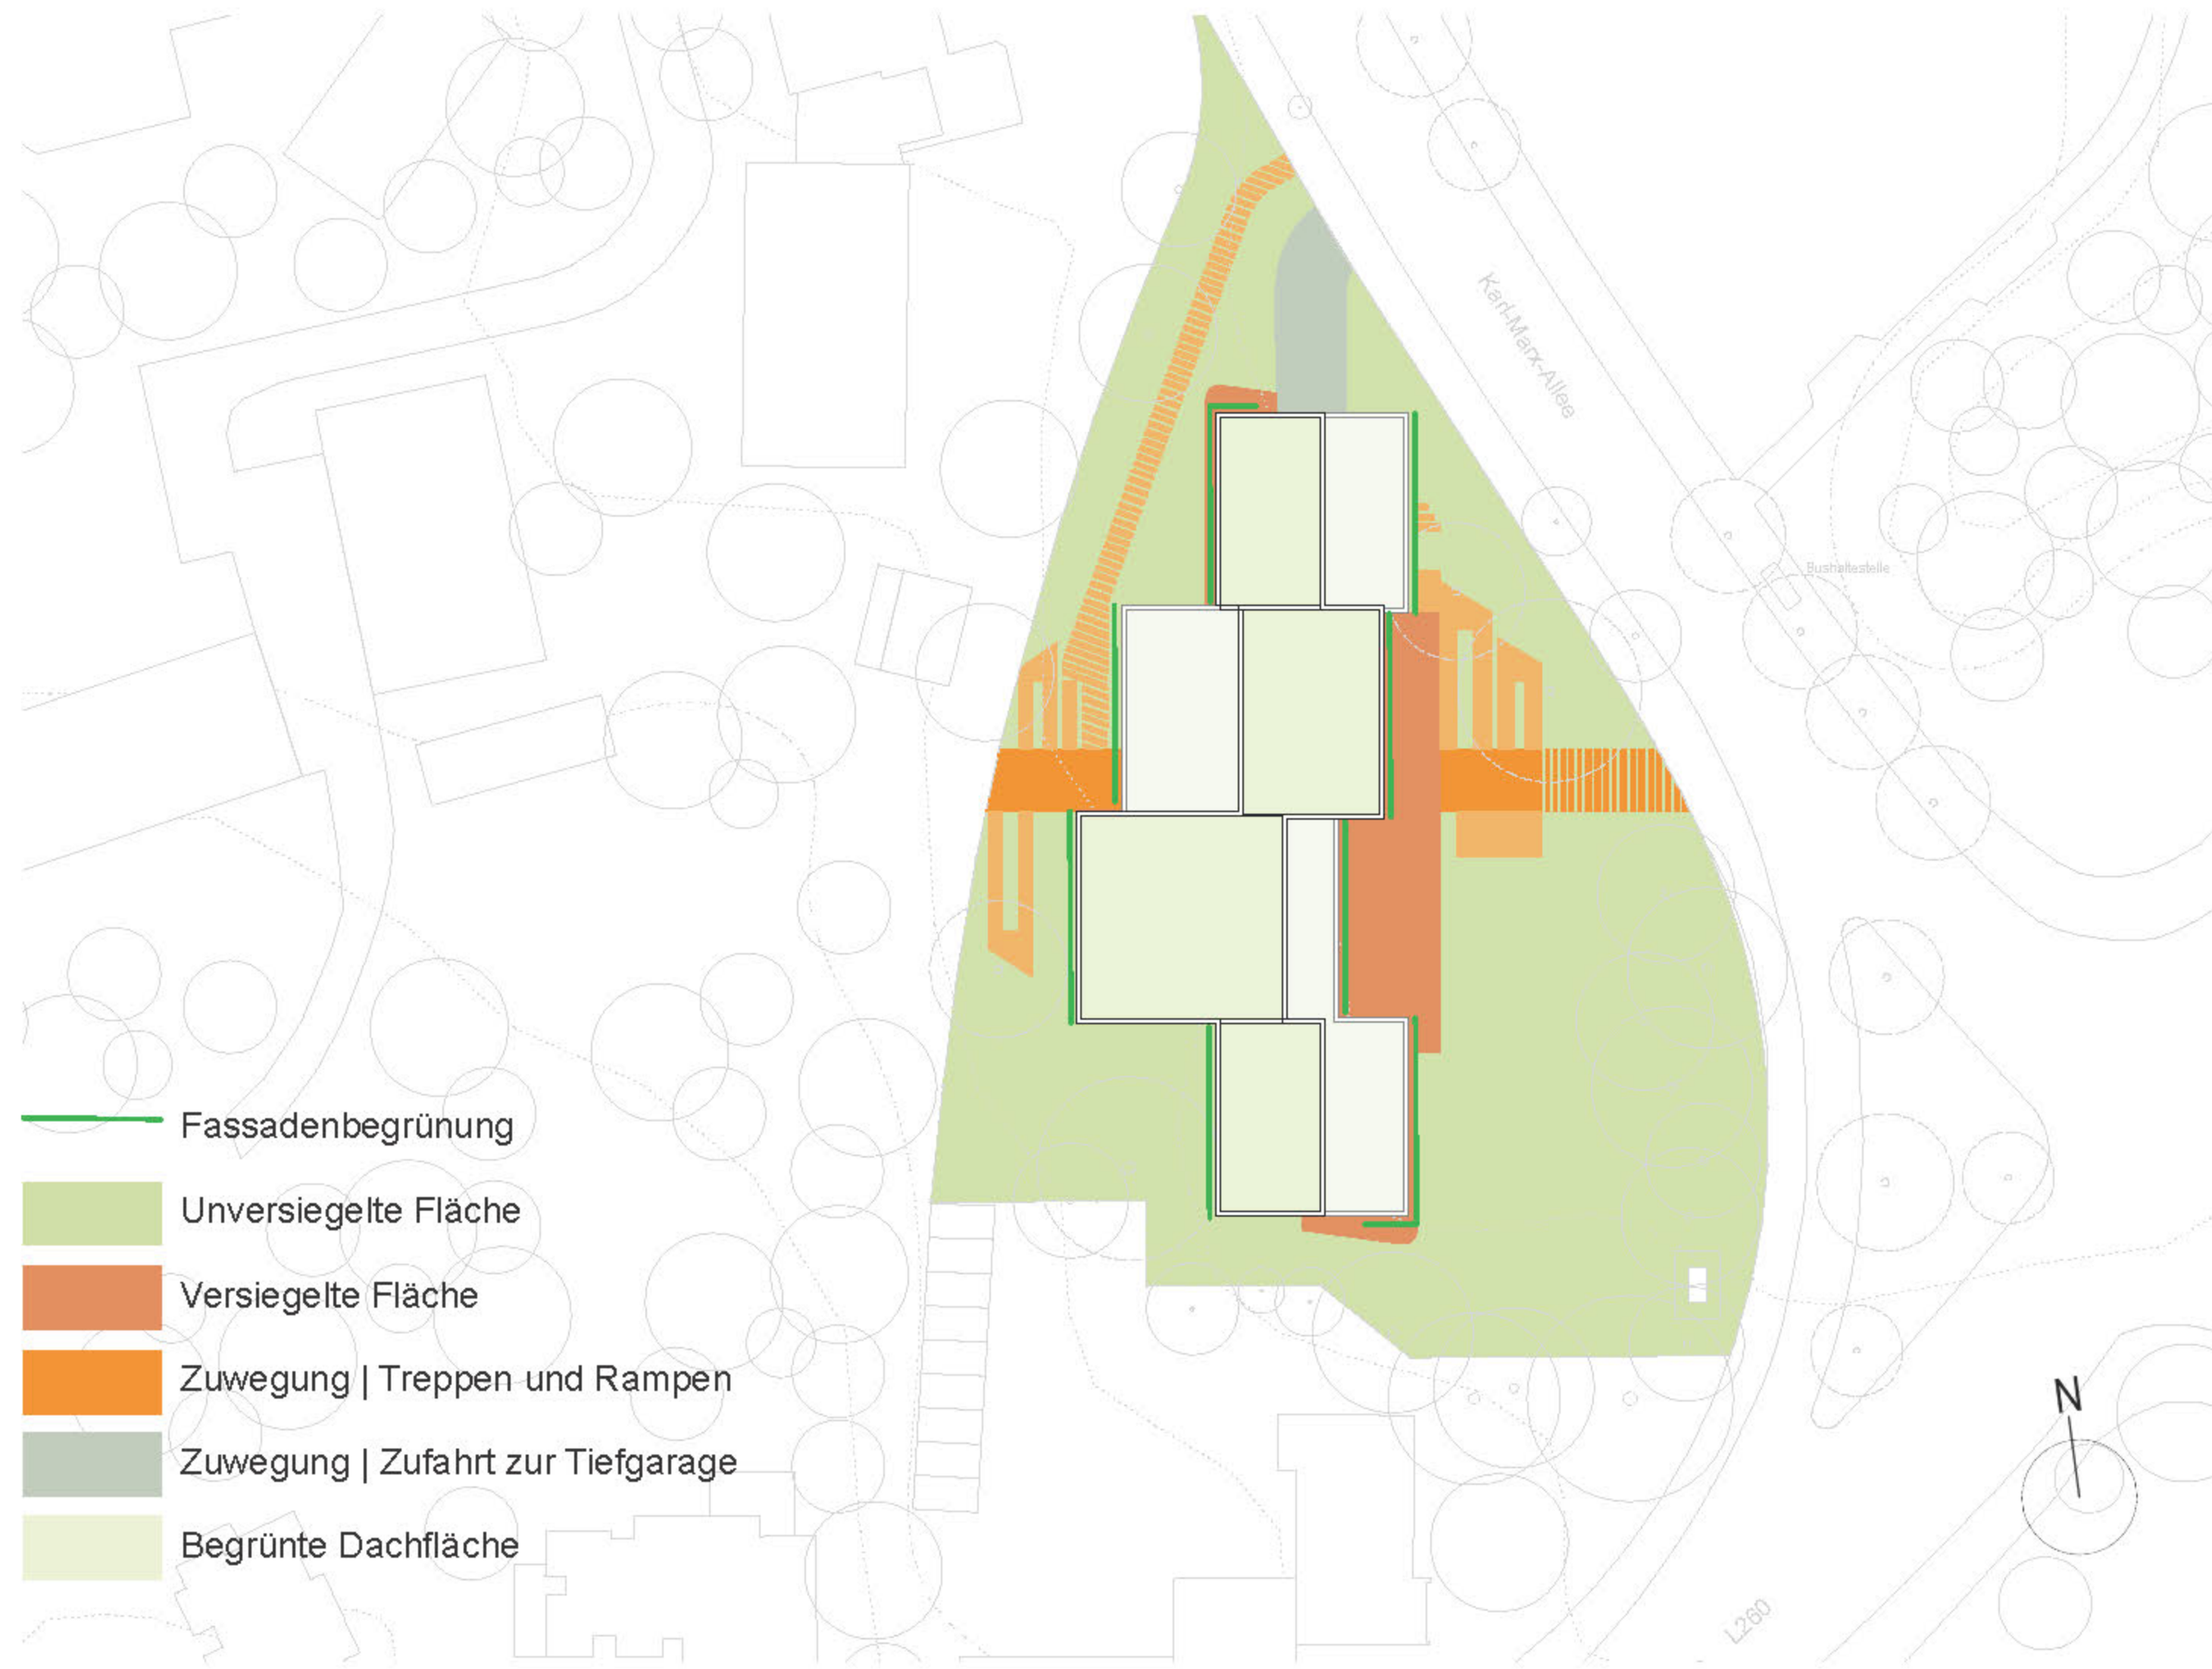 Karl-Marx-Allee
Bushaltestelle
Fassadenbegrünung
Unversiegelte Fläche
Versiegelte Fläche
Zuwegung | Treppen und Rampen
Zuwegung | Zufahrt zur Tiefgarage
Begrünte Dachfläche
N
L260